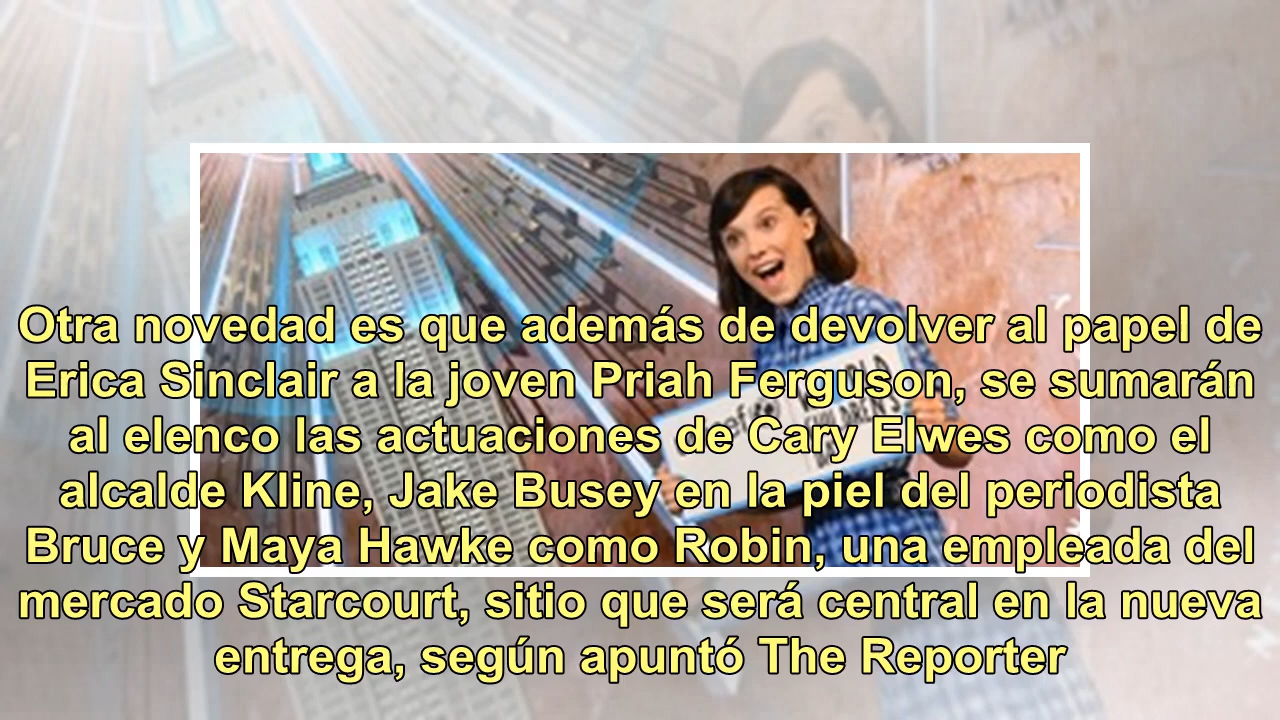 Otra novedad es que además de devolver al papel de
Erica Sinclair a la joven Priah Ferguson, se sumarán
al elenco las actuaciones de Cary Elwes como el
alcalde Kline, Jake Busey en la piel del periodista
Bruce y Maya Hawke como Robin, una empleada del
mercado Starcourt, sitio que será central en la nueva
entrega, según apuntó The Reporter